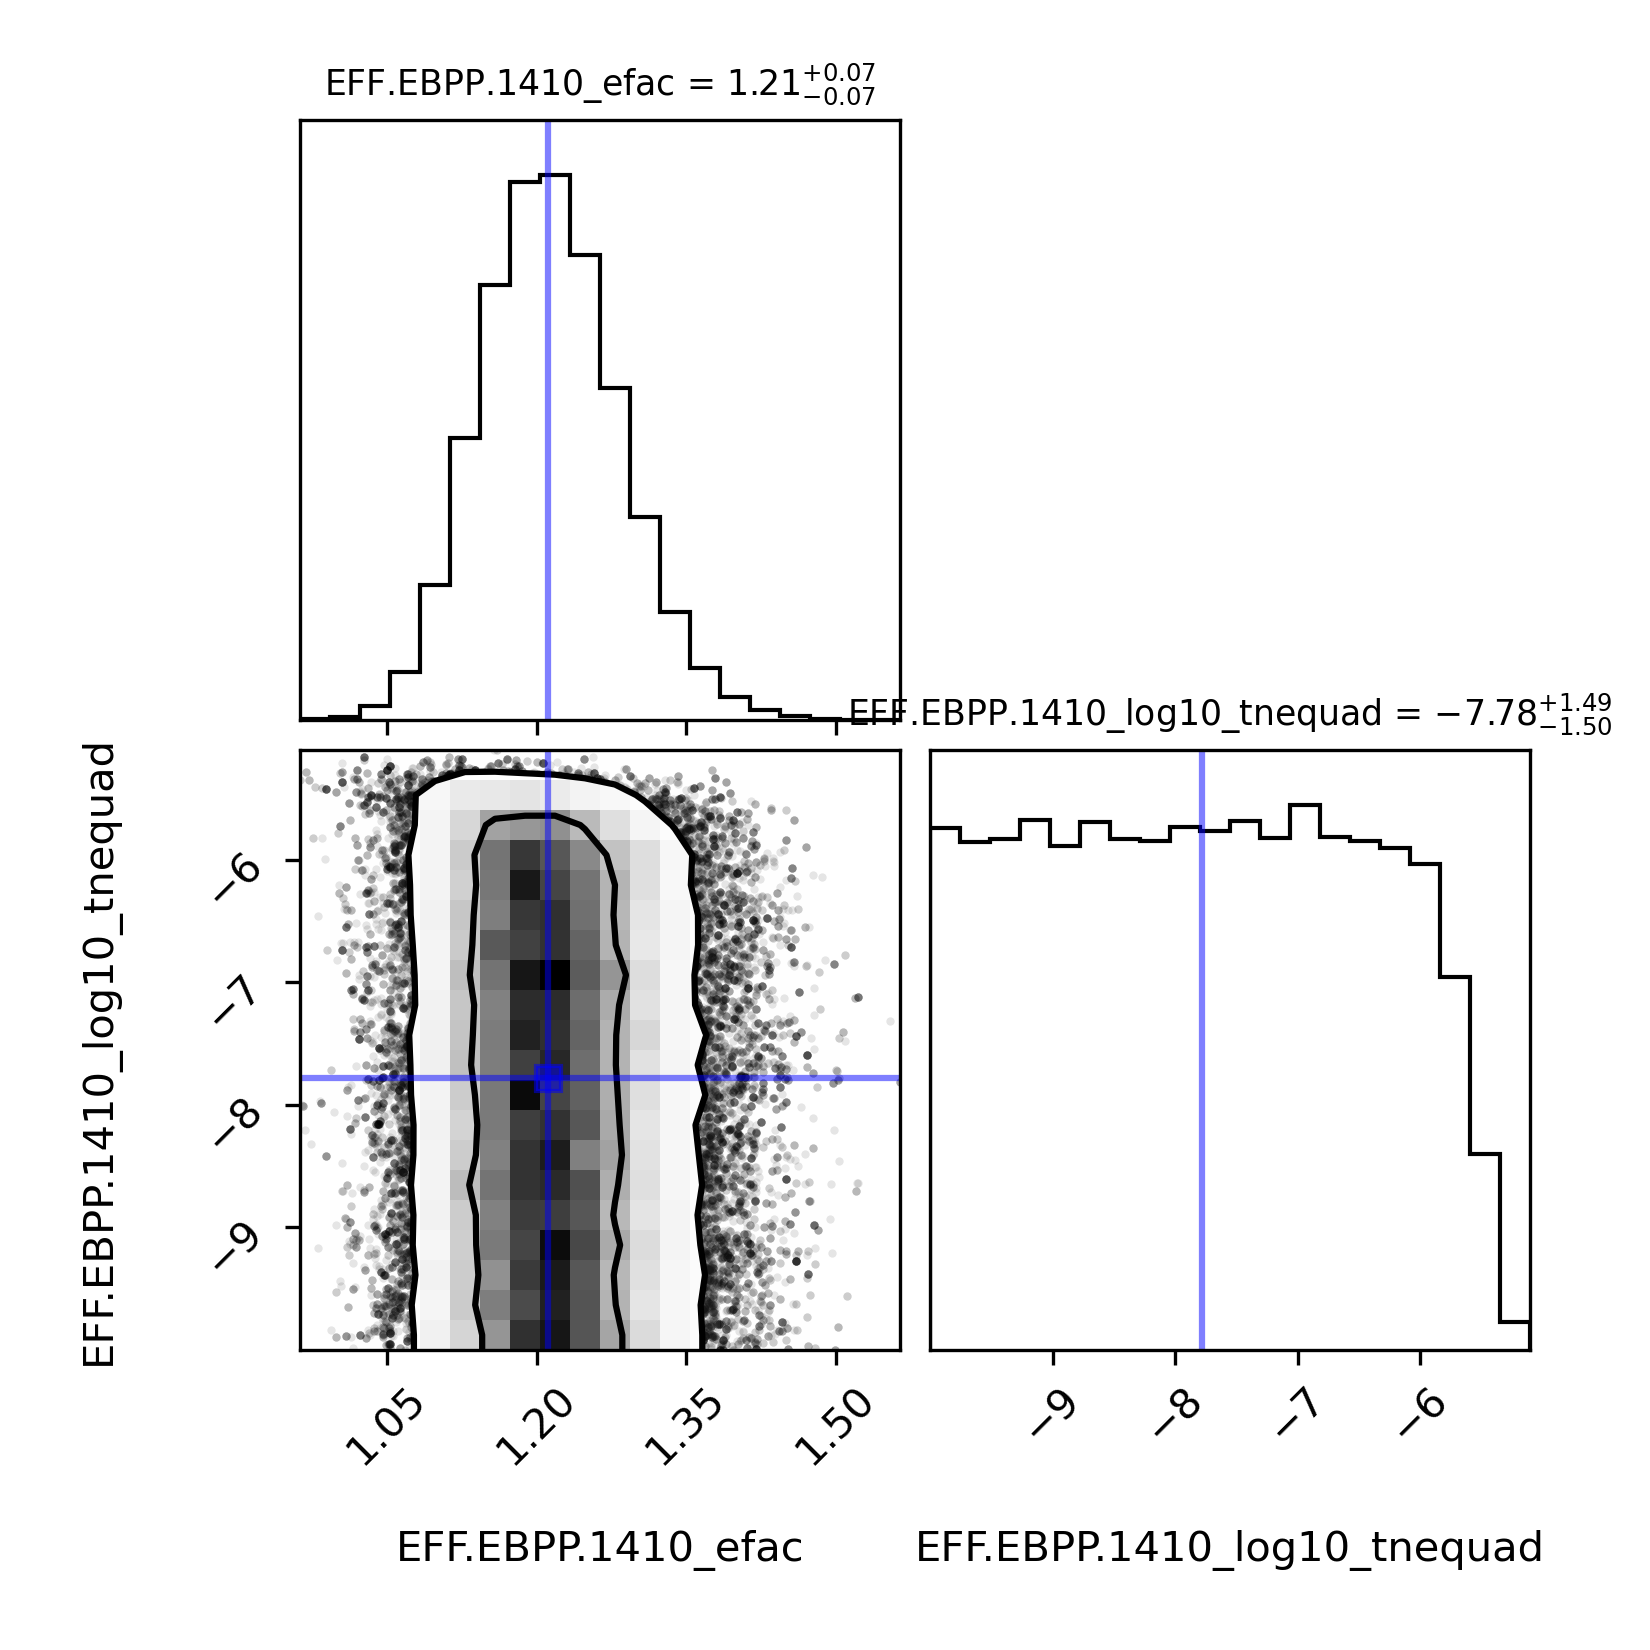 EFF.EBPP.1410_efac = 1.21+0.07 −0.07
EFF.EBPP.1410_log10_tnequad = −7.78+1.49 −1.50
EFF.EBPP.1410_log10_tnequad
−6
−7
−8
−9
1.05
1.20
1.35
1.50
−9
−8
−7
−6
EFF.EBPP.1410_efac
EFF.EBPP.1410_log10_tnequad